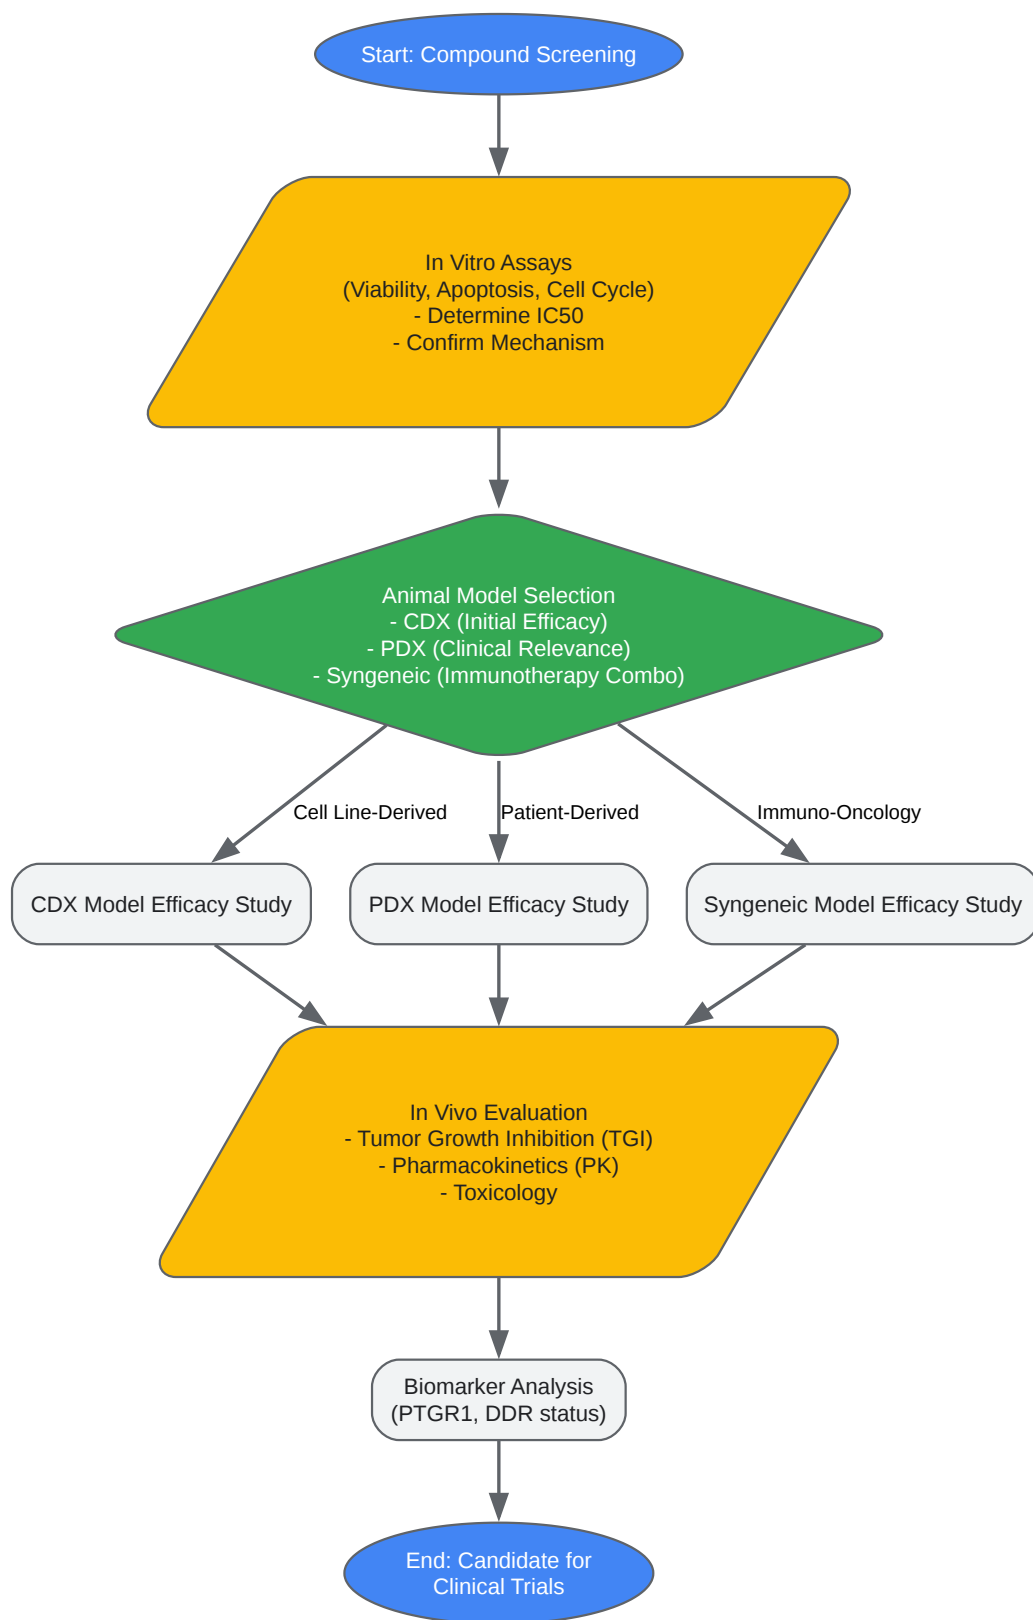 Start: Compound Screening
In Vitro Assays
(Viability, Apoptosis, Cell Cycle)
- Determine IC50
- Confirm Mechanism
Animal Model Selection
- CDX (Initial Efficacy)
- PDX (Clinical Relevance)
- Syngeneic (Immunotherapy Combo)
Cell Line-Derived
Patient-Derived
Immuno-Oncology
CDX Model Efficacy Study
PDX Model Efficacy Study
Syngeneic Model Efficacy Study
In Vivo Evaluation
- Tumor Growth Inhibition (TGI)
- Pharmacokinetics (PK)
- Toxicology
Biomarker Analysis
(PTGR1, DDR status)
End: Candidate for
Clinical Trials